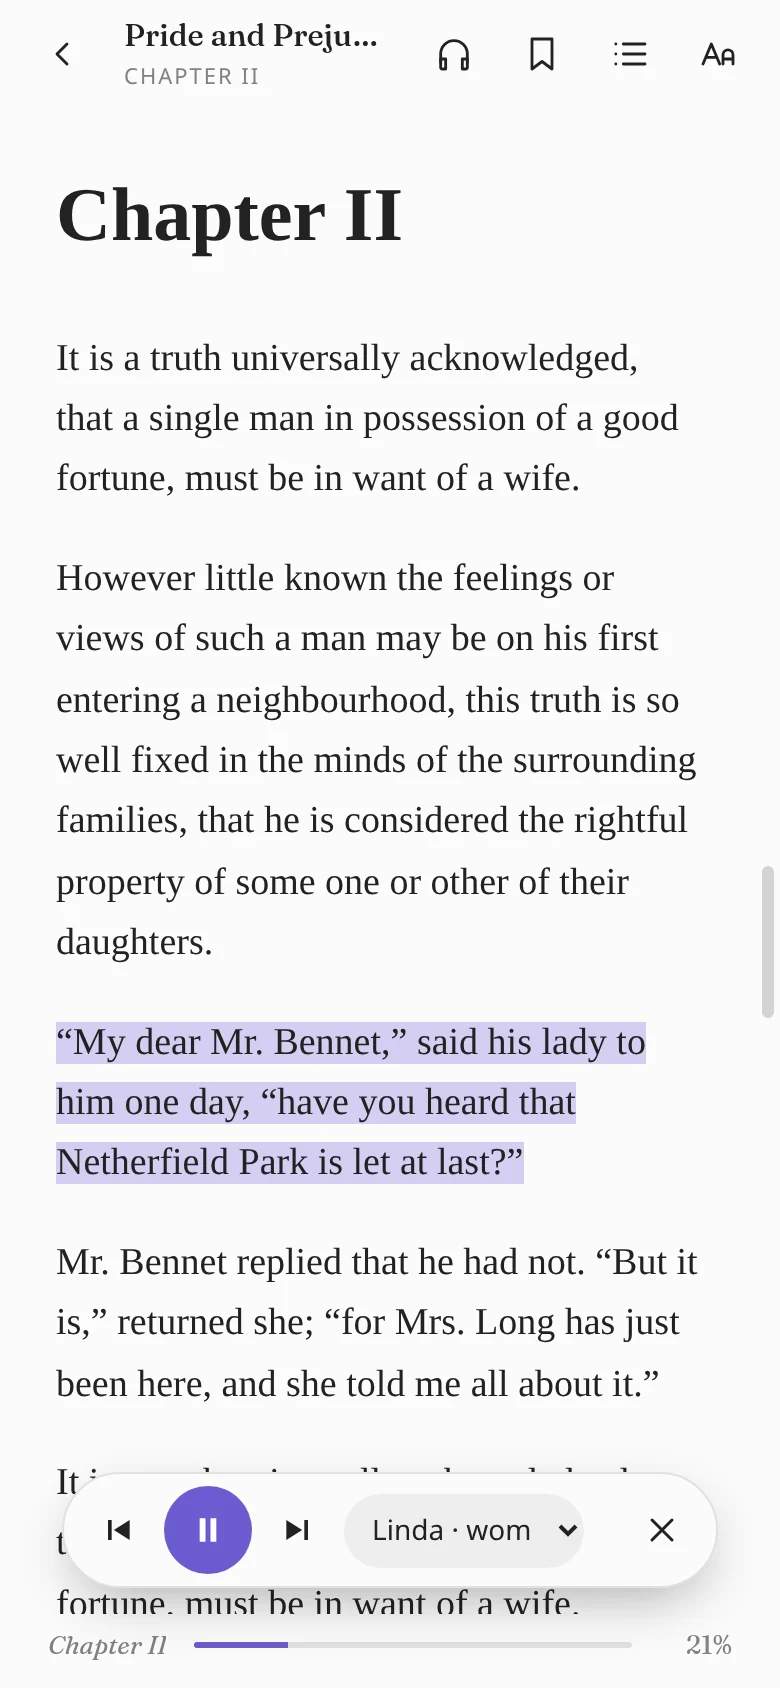 Pride and Preju...
CHAPTER II
Chapter II
It is a truth universally acknowledged,
that a single man in possession of a good
fortune, must be in want of a wife.
However little known the feelings or
views of such a man may be on his first
entering a neighbourhood, this truth is so
well fixed in the minds of the surrounding
families, that he is considered the rightful
property of some one or other of their
daughters.
“My dear Mr. Bennet,” said his lady to
him one day, “have you heard that
Netherfield Park is let at last?”
Mr. Bennet replied that he had not. “But it
is,” returned she; “for Mrs. Long has just
been here, and she told me all about it.”
It
Linda · wom
fortune, must be in want of a wife.
Chapter II
21%